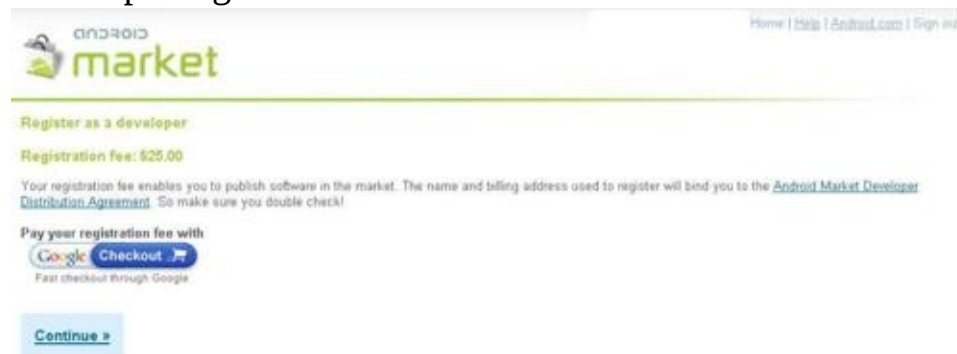 Home | Help | Android.com | Sign out
android
market
Register as a developer
Registration fee: $25.00
Your registration fee enables you to publish software in the market. The name and billing address used to register will bind you to the Android Market Developer
Distribution Agreement. So make sure you double check!
Pay your registration fee with
Google Checkout
Fast checkout through Google
Continue »